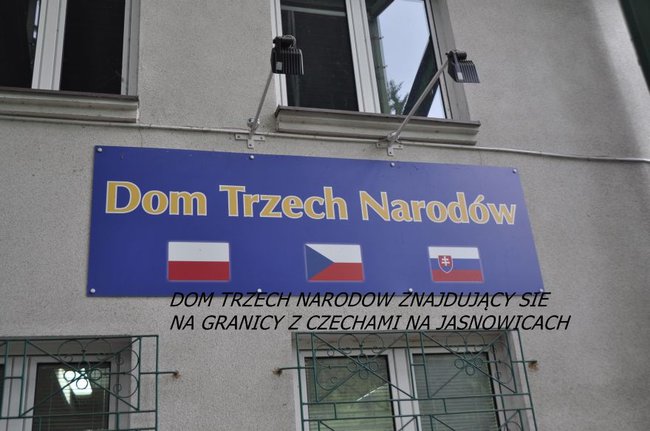 Dom Trzech Narodów
DOM TRZECH NARODOW ZNAJDUJĄCY SIE
NA GRANICY Z CZECHAMI NA JASNOWICACH